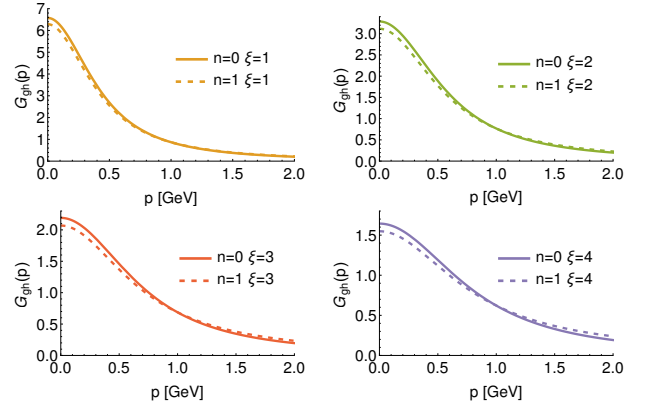 7
6
5
4
3
2
1
0
0.0 0.5 1.0 1.5 2.0
G_gh(p)
p [GeV]
n=0 ξ=1
n=1 ξ=1
3.0
2.5
2.0
1.5
1.0
0.5
0.0
0.0 0.5 1.0 1.5 2.0
G_gh(p)
p [GeV]
n=0 ξ=2
n=1 ξ=2
2.0
1.5
1.0
0.5
0.0
0.0 0.5 1.0 1.5 2.0
G_gh(p)
p [GeV]
n=0 ξ=3
n=1 ξ=3
1.5
1.0
0.5
0.0
0.0 0.5 1.0 1.5 2.0
G_gh(p)
p [GeV]
n=0 ξ=4
n=1 ξ=4